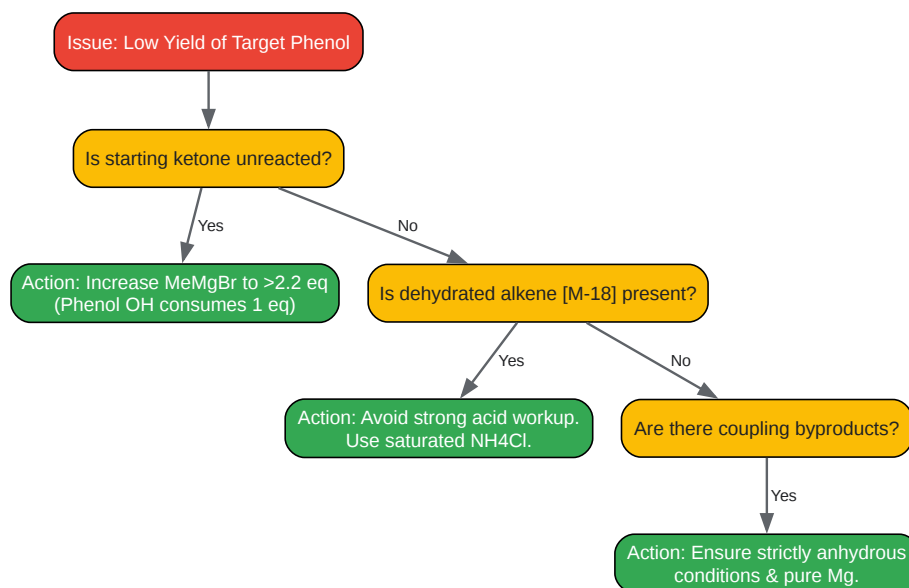 Issue: Low Yield of Target Phenol
Is starting ketone unreacted?
Yes
No
Action: Increase MeMgBr to >2.2 eq
(Phenol OH consumes 1 eq)
Is dehydrated alkene [M-18] present?
Yes
No
Action: Avoid strong acid workup.
Use saturated NH4Cl.
Are there coupling byproducts?
Yes
Action: Ensure strictly anhydrous
conditions & pure Mg.